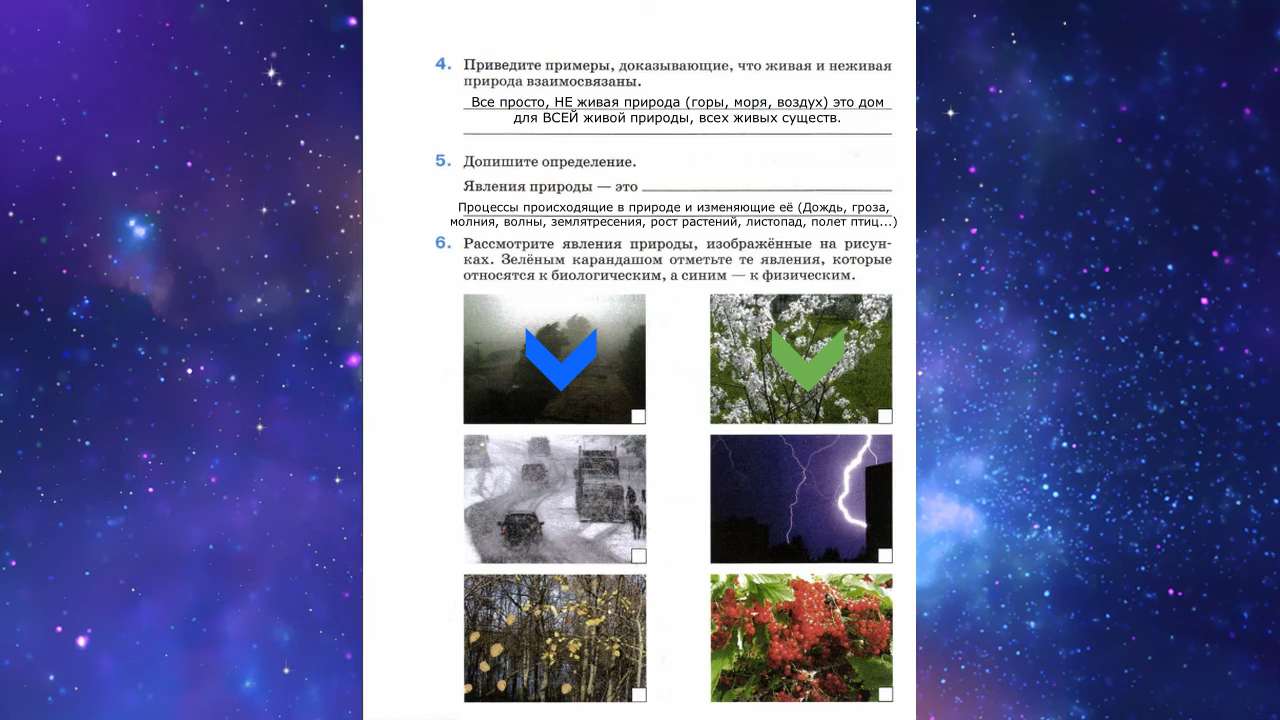 4. Приведите примеры, доказывающие, что живая и неживая
природа взаимосвязаны.
Все просто, НЕ живая природа (горы, моря, воздух) это дом
для ВСЕЙ живой природы, всех живых существ.
5. Допишите определение.
Явления природы — это
Процессы происходящие в природе и изменяющие её (Дождь, гроза,
молния, волны, землятресения, рост растений, листопад, полет птиц...)
6. Рассмотрите явления природы, изображённые на рисун-
ках. Зелёным карандашом отметьте те явления, которые
относятся к биологическим, а синим — к физическим.